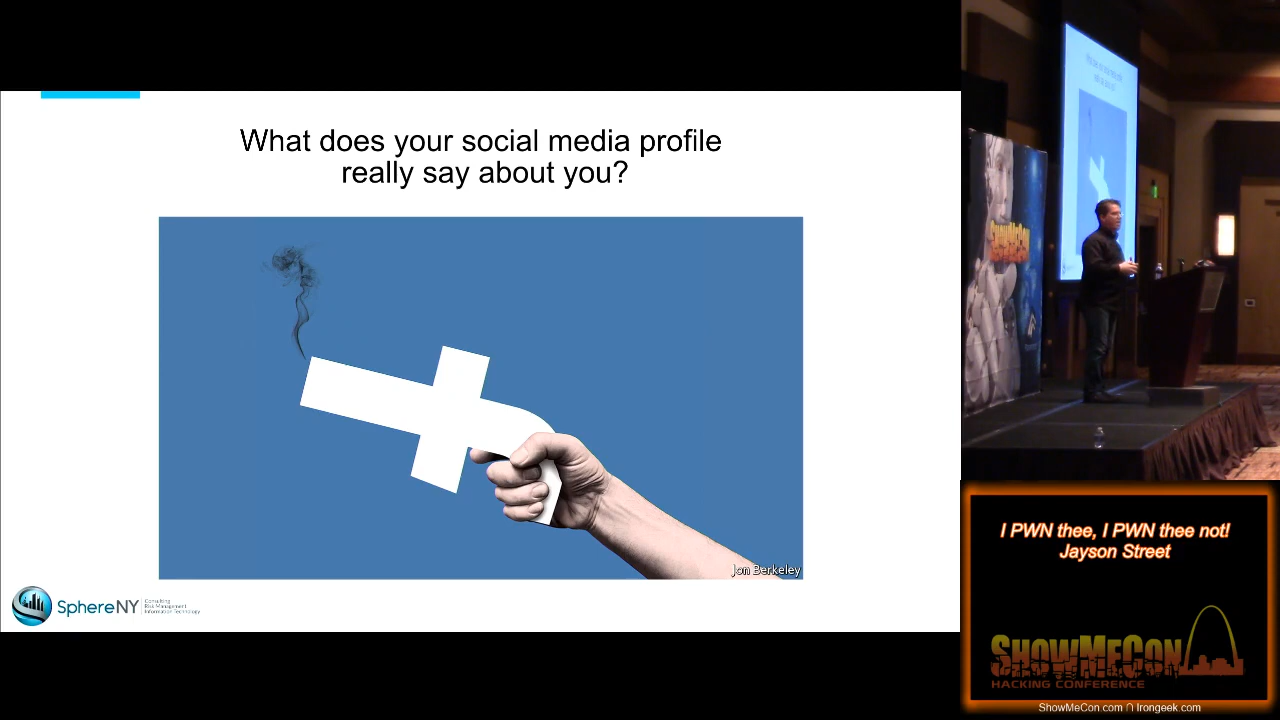 What does your social media profile
really say about you?
Jon Berkeley
SphereNY
Consulting
Risk Management
Information Technology
SHOWMECON
I PWN thee, I PWN thee not!
Jayson Street
SHOWMECON
HACKING CONFERENCE
ShowMeCon.com ∩ Irongeek.com